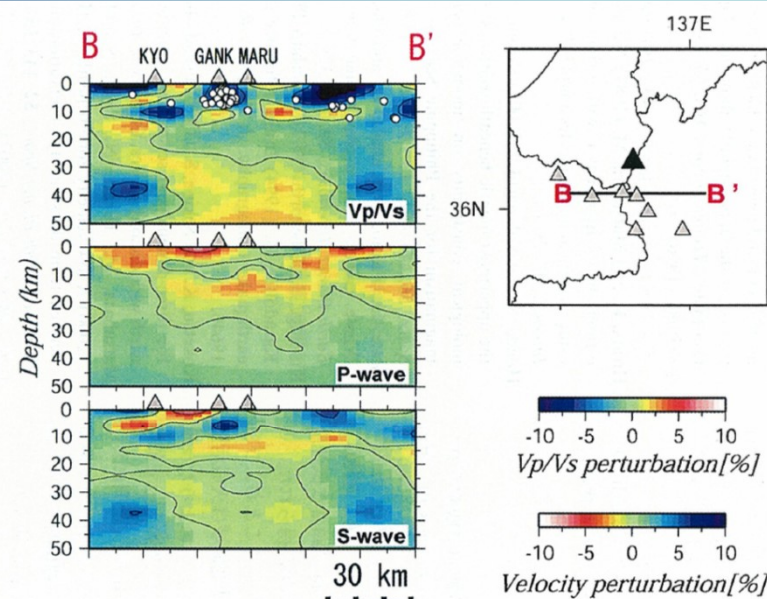 B
KYO GANK MARU
B'
0
10
20
30
40
50
Vp/Vs
0
10
20
30
40
50
P-wave
0
10
20
30
40
50
S-wave
Depth (km)
30 km
137E
36N
B
B'
-10 -5 0 5 10
Vp/Vs perturbation[%]
-10 -5 0 5 10
Velocity perturbation[%]